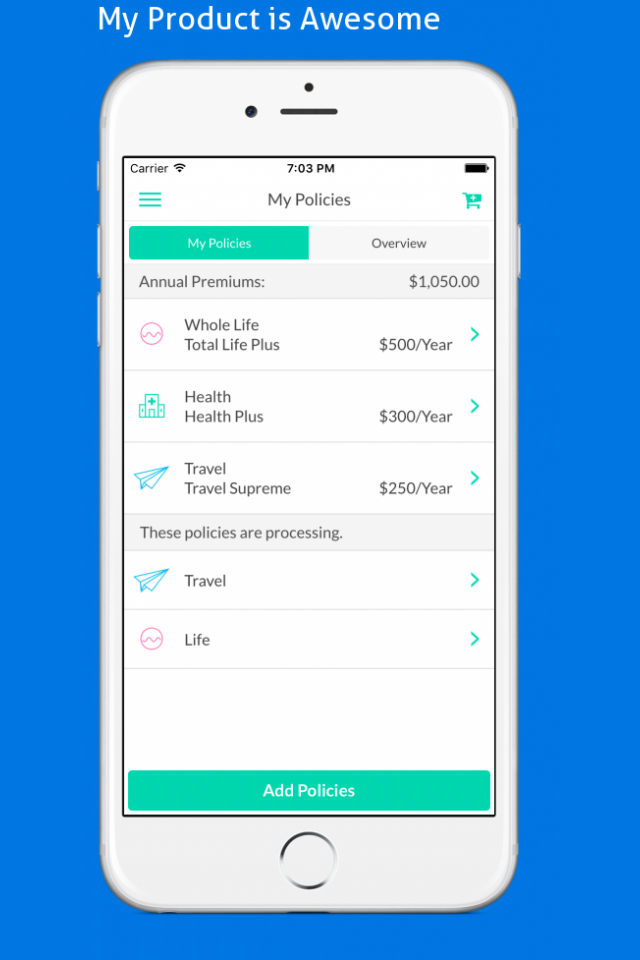 My Product is Awesome
Carrier 7:03 PM
My Policies
My Policies Overview
Annual Premiums: $1,050.00
Whole Life
Total Life Plus $500/Year
Health
Health Plus $300/Year
Travel
Travel Supreme $250/Year
These policies are processing.
Travel
Life
Add Policies